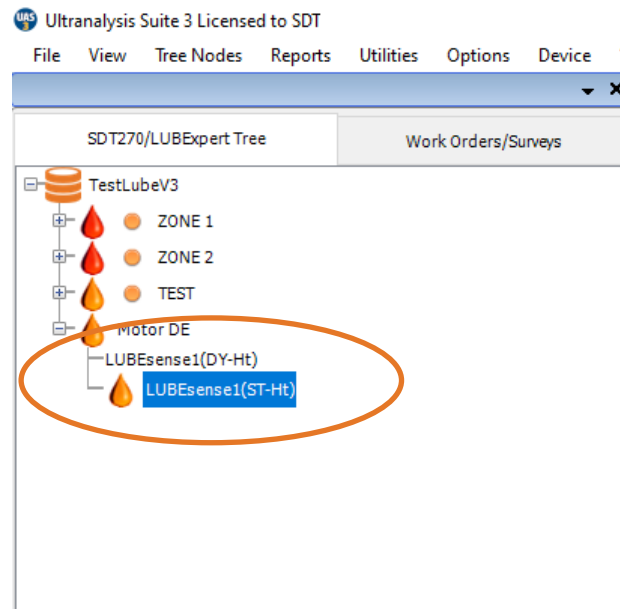 UAS 3 Ultranalysis Suite 3 Licensed to SDT
File View Tree Nodes Reports Utilities Options Device
SDT270/LUBExpert Tree Work Orders/Surveys
TestLubeV3
ZONE 1
ZONE 2
TEST
Motor DE
LUBEsense1(DY-Ht)
LUBEsense1(ST-Ht)